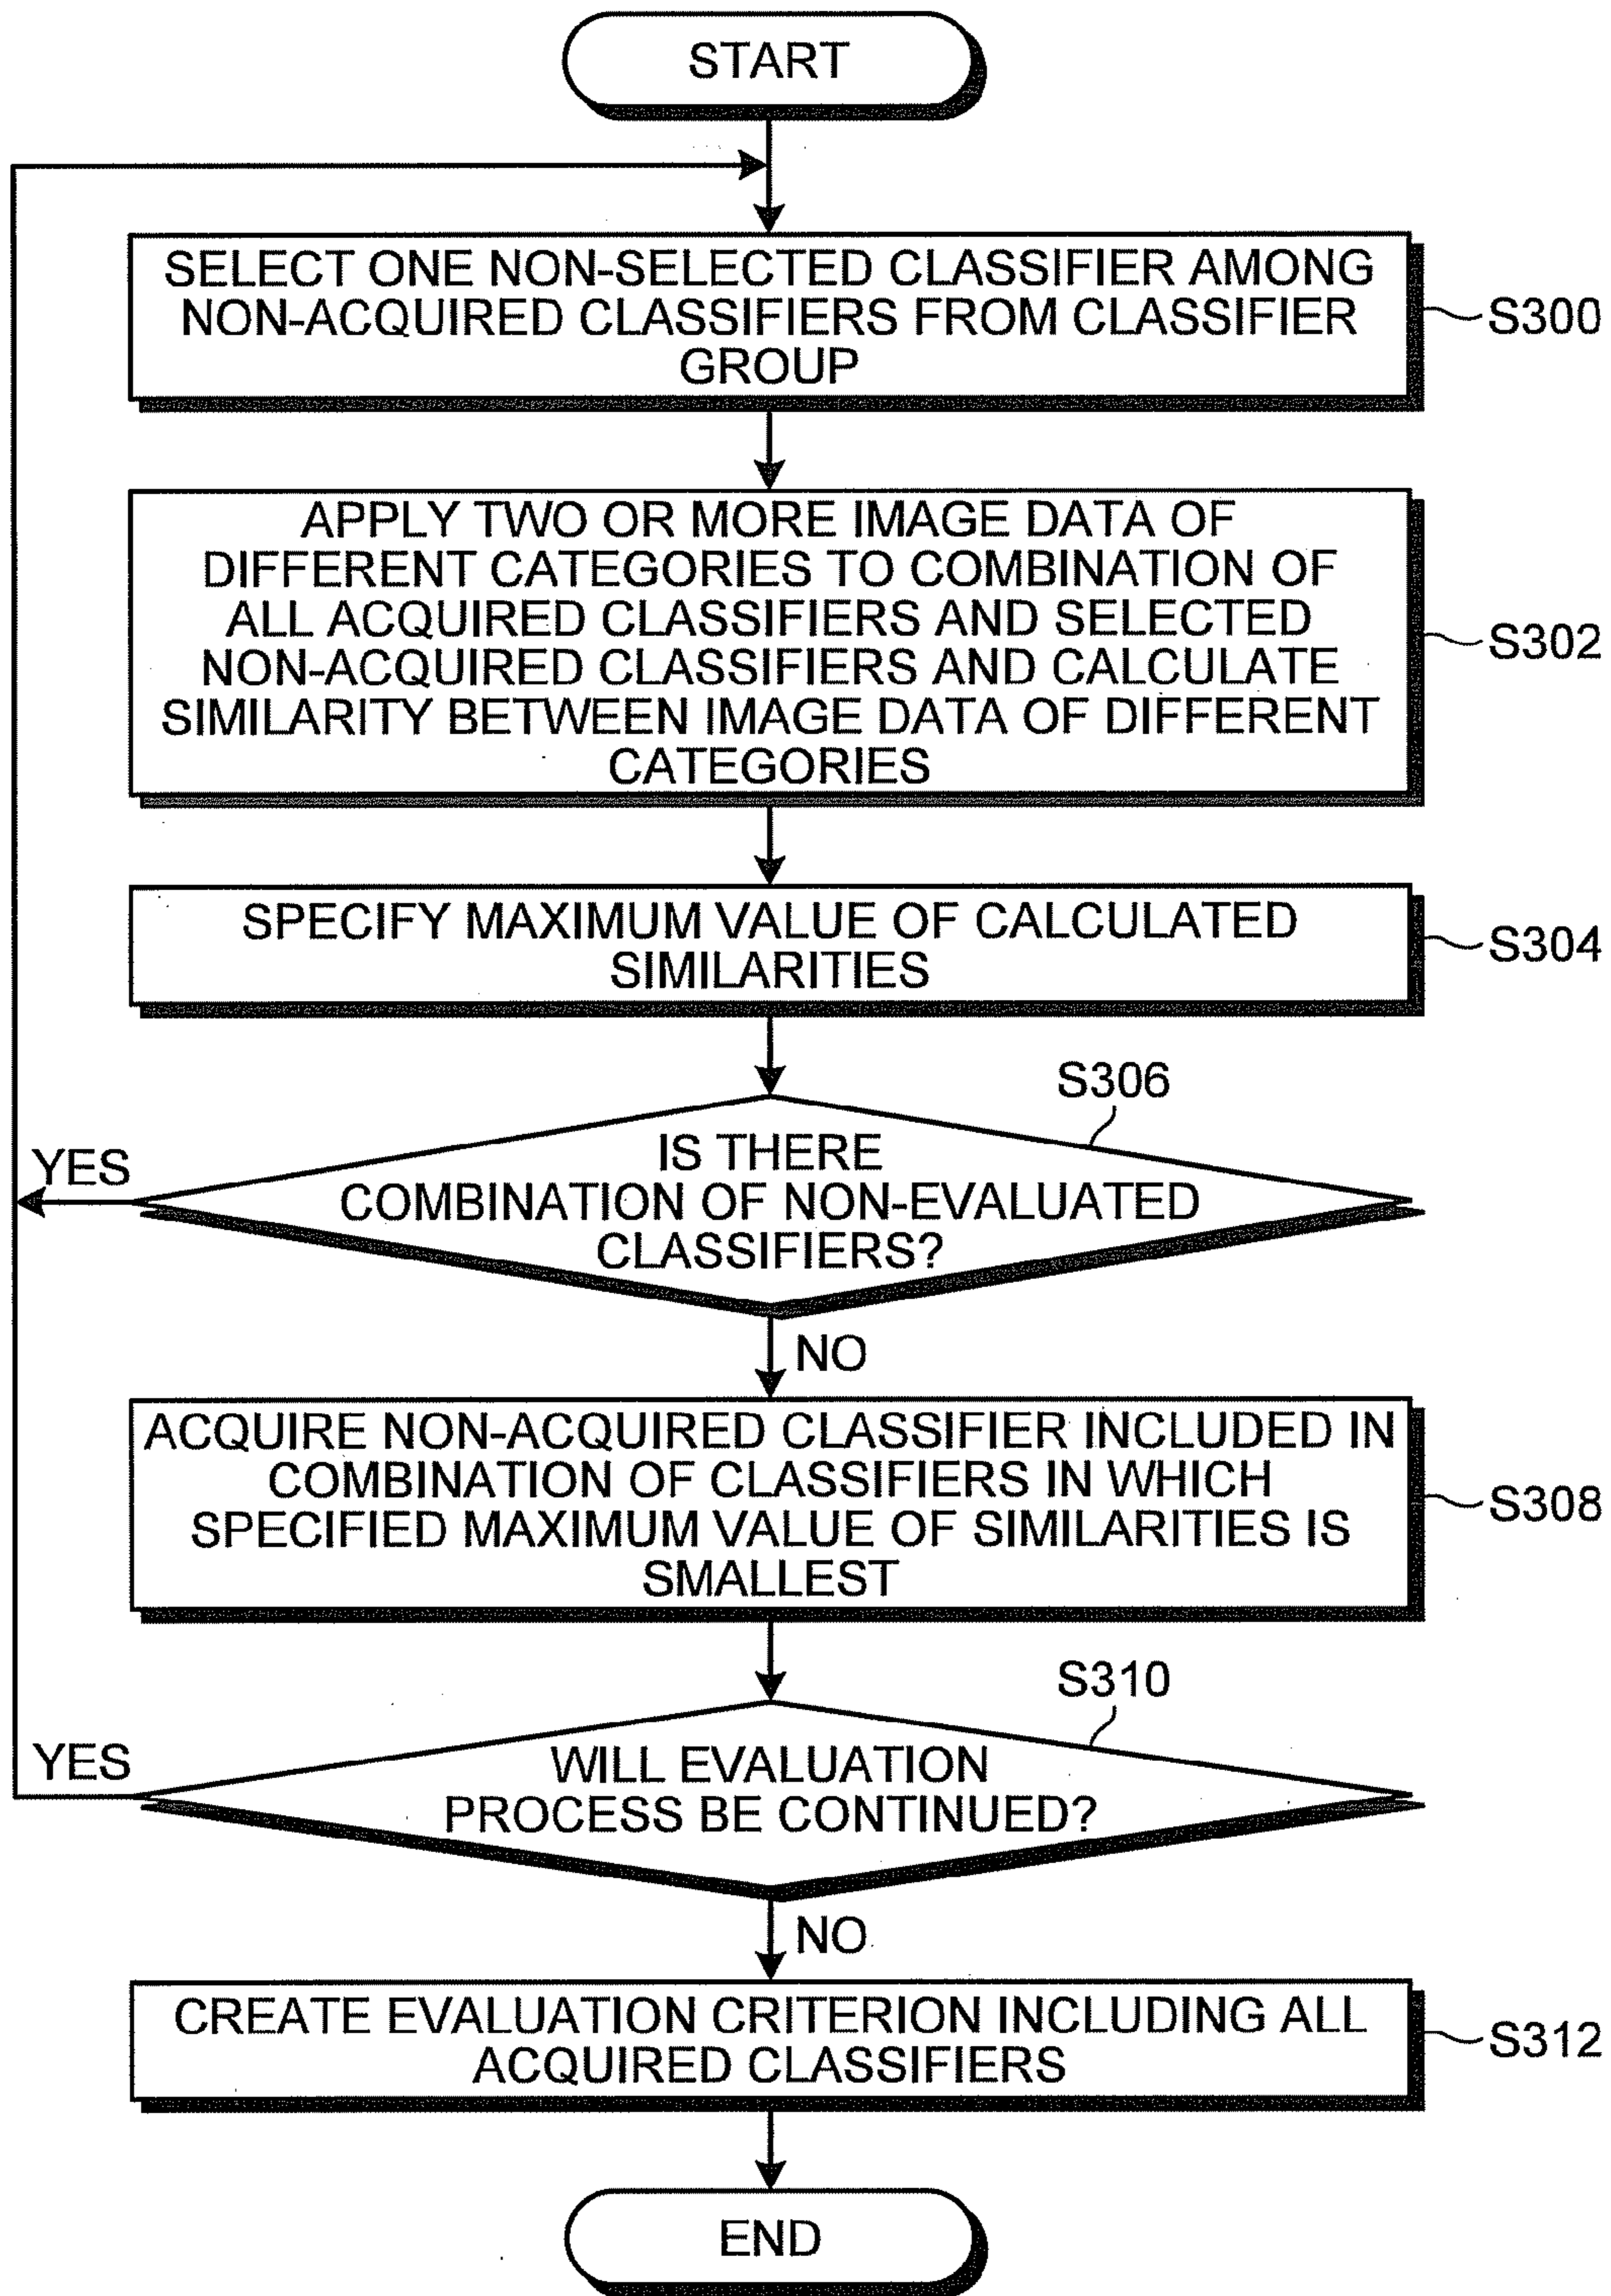 START
SELECT ONE NON-SELECTED CLASSIFIER AMONG
NON-ACQUIRED CLASSIFIERS FROM CLASSIFIER
GROUP
S300
APPLY TWO OR MORE IMAGE DATA OF
DIFFERENT CATEGORIES TO COMBINATION OF
ALL ACQUIRED CLASSIFIERS AND SELECTED
NON-ACQUIRED CLASSIFIERS AND CALCULATE
SIMILARITY BETWEEN IMAGE DATA OF DIFFERENT
CATEGORIES
S302
SPECIFY MAXIMUM VALUE OF CALCULATED
SIMILARITIES
S304
S306
IS THERE
COMBINATION OF NON-EVALUATED
CLASSIFIERS?
YES
NO
ACQUIRE NON-ACQUIRED CLASSIFIER INCLUDED IN
COMBINATION OF CLASSIFIERS IN WHICH
SPECIFIED MAXIMUM VALUE OF SIMILARITIES IS
SMALLEST
S308
S310
WILL EVALUATION
PROCESS BE CONTINUED?
YES
NO
CREATE EVALUATION CRITERION INCLUDING ALL
ACQUIRED CLASSIFIERS
S312
END